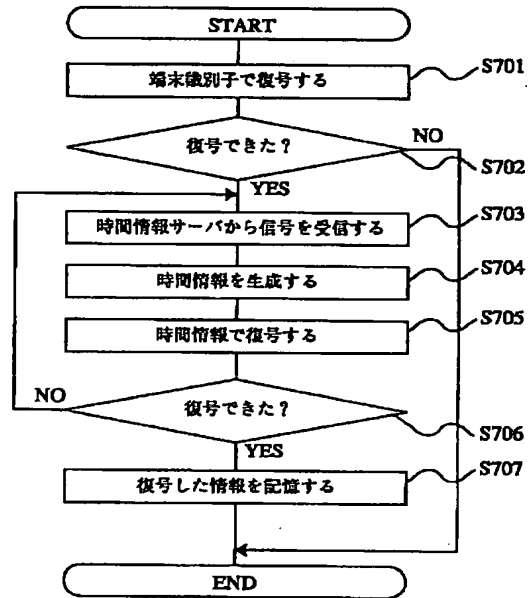 START
端末識別子で復号する
S701
復号できた？
NO
S702
YES
時間情報サーバから信号を受信する
S703
時間情報を生成する
S704
時間情報で復号する
S705
NO
復号できた？
S706
YES
復号した情報を記憶する
S707
END